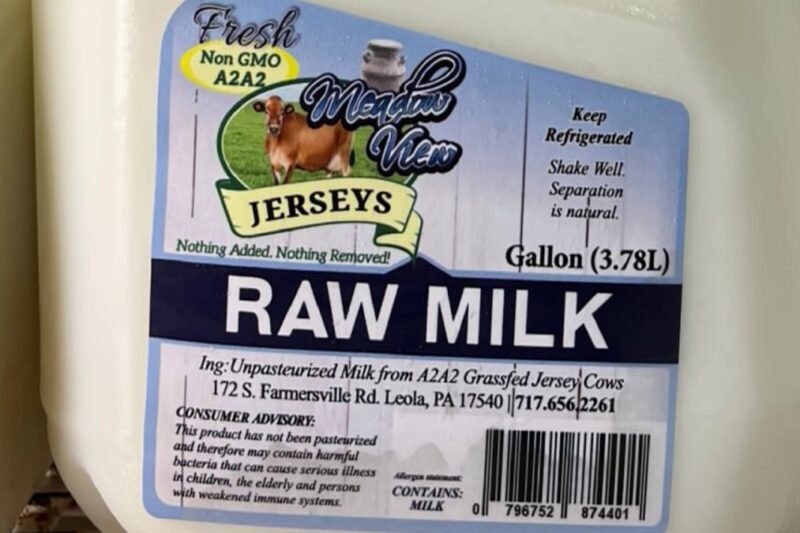 Fresh
Non GMO
A2A2
Meadow
View
JERSEYS
Nothing Added. Nothing Removed!
Keep
Refrigerated
Shake Well.
Separation
is natural.
Gallon (3.78L)
RAW MILK
Ing: Unpasteurized Milk from A2A2 Grassfed Jersey Cows
172 S. Farmersville Rd. Leola, PA 17540 | 717.656.2261
CONSUMER ADVISORY:
This product has not been pasteurized
and therefore may contain harmful
bacteria that can cause serious illness
in children, the elderly and persons
with weakened immune systems.
Allergen statement:
CONTAINS:
MILK
0 796752 874401